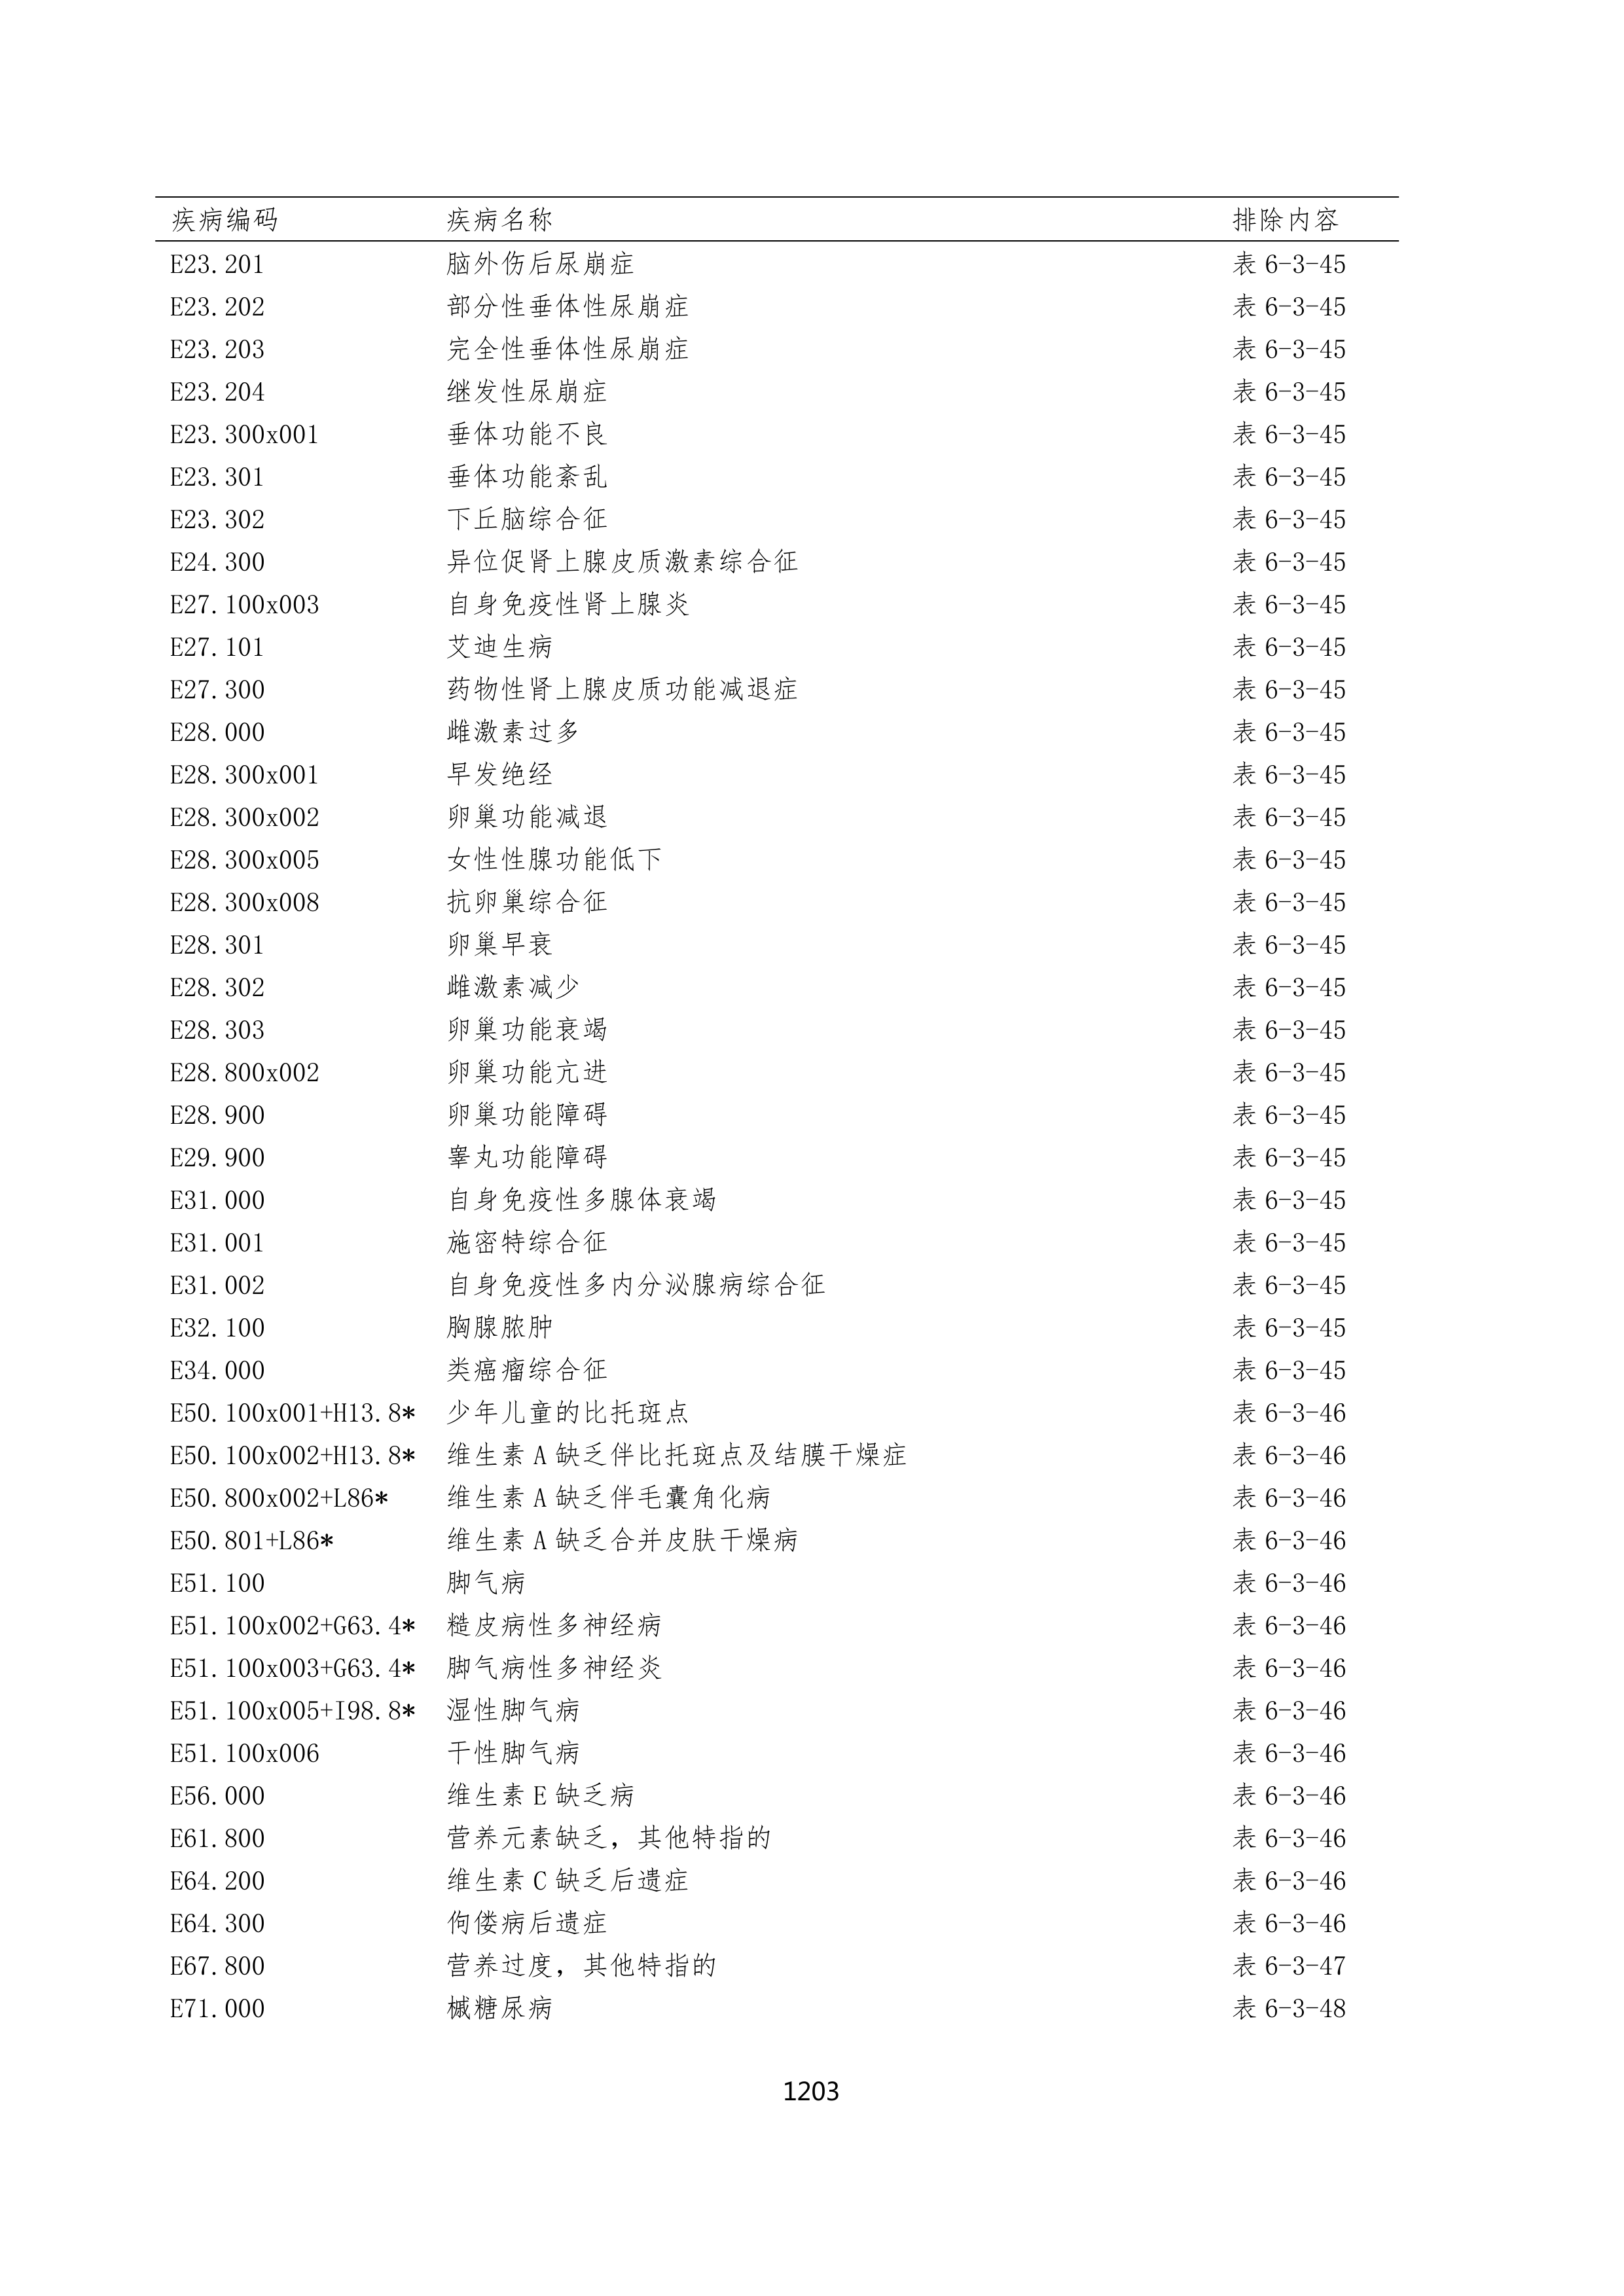 疾病编码 疾病名称 排除内容
E23.201 脑外伤后尿崩症 表 6-3-45
E23.202 部分性垂体性尿崩症 表 6-3-45
E23.203 完全性垂体性尿崩症 表 6-3-45
E23.204 继发性尿崩症 表 6-3-45
E23.300x001 垂体功能不良 表 6-3-45
E23.301 垂体功能紊乱 表 6-3-45
E23.302 下丘脑综合征 表 6-3-45
E24.300 异位促肾上腺皮质激素综合征 表 6-3-45
E27.100x003 自身免疫性肾上腺炎 表 6-3-45
E27.101 艾迪生病 表 6-3-45
E27.300 药物性肾上腺皮质功能减退症 表 6-3-45
E28.000 雌激素过多 表 6-3-45
E28.300x001 早发绝经 表 6-3-45
E28.300x002 卵巢功能减退 表 6-3-45
E28.300x005 女性性腺功能低下 表 6-3-45
E28.300x008 抗卵巢综合征 表 6-3-45
E28.301 卵巢早衰 表 6-3-45
E28.302 雌激素减少 表 6-3-45
E28.303 卵巢功能衰竭 表 6-3-45
E28.800x002 卵巢功能亢进 表 6-3-45
E28.900 卵巢功能障碍 表 6-3-45
E29.900 睾丸功能障碍 表 6-3-45
E31.000 自身免疫性多腺体衰竭 表 6-3-45
E31.001 施密特综合征 表 6-3-45
E31.002 自身免疫性多内分泌腺病综合征 表 6-3-45
E32.100 胸腺脓肿 表 6-3-45
E34.000 类癌瘤综合征 表 6-3-45
E50.100x001+H13.8* 少年儿童的比托斑点 表 6-3-46
E50.100x002+H13.8* 维生素 A 缺乏伴比托斑点及结膜干燥症 表 6-3-46
E50.800x002+L86* 维生素 A 缺乏伴毛囊角化病 表 6-3-46
E50.801+L86* 维生素 A 缺乏合并皮肤干燥病 表 6-3-46
E51.100 脚气病 表 6-3-46
E51.100x002+G63.4* 糙皮病性多神经病 表 6-3-46
E51.100x003+G63.4* 脚气病性多神经炎 表 6-3-46
E51.100x005+I98.8* 湿性脚气病 表 6-3-46
E51.100x006 干性脚气病 表 6-3-46
E56.000 维生素 E 缺乏病 表 6-3-46
E61.800 营养元素缺乏，其他特指的 表 6-3-46
E64.200 维生素 C 缺乏后遗症 表 6-3-46
E64.300 佝偻病后遗症 表 6-3-46
E67.800 营养过度，其他特指的 表 6-3-47
E71.000 槭糖尿病 表 6-3-48
1203